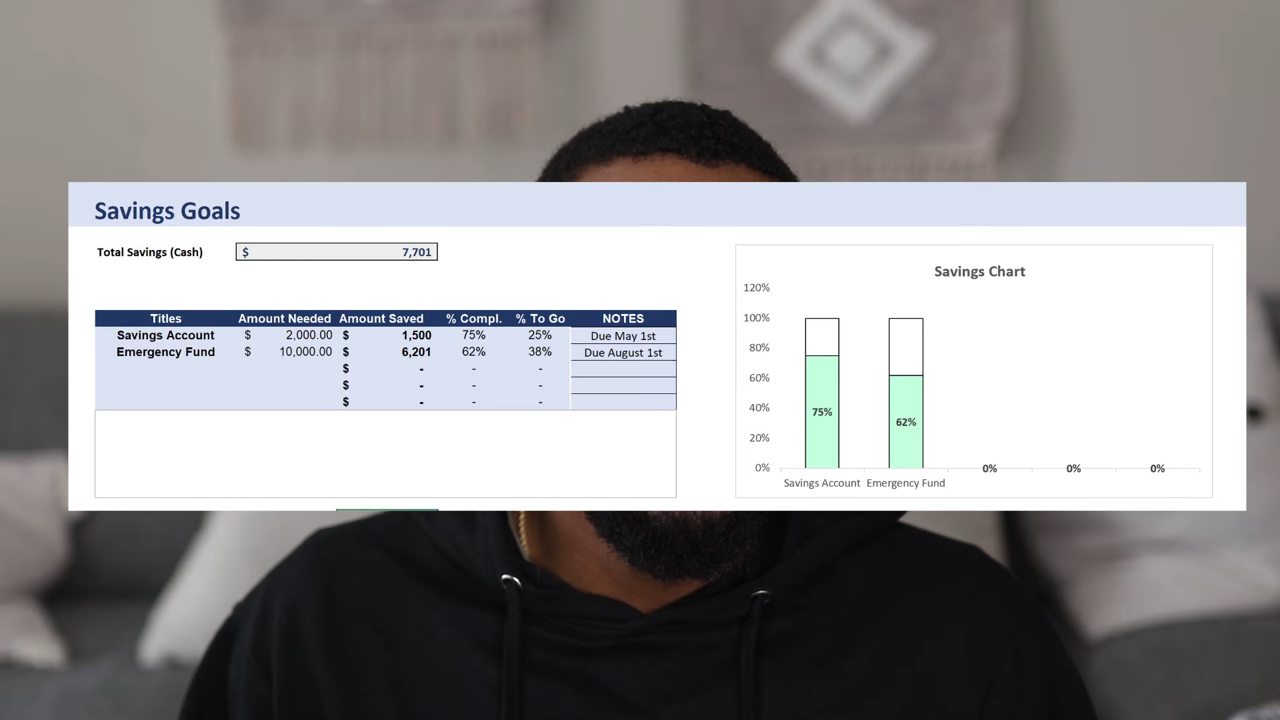 Savings Goals
Total Savings (Cash) $ 7,701
Titles Amount Needed Amount Saved % Compl. % To Go NOTES
Savings Account $ 2,000.00 $ 1,500 75% 25% Due May 1st
Emergency Fund $ 10,000.00 $ 6,201 62% 38% Due August 1st
$ - - -
$ - - -
$ - - -
Savings Chart
120%
100%
80%
60%
40%
20%
0%
75%
62%
0% 0% 0%
Savings Account Emergency Fund